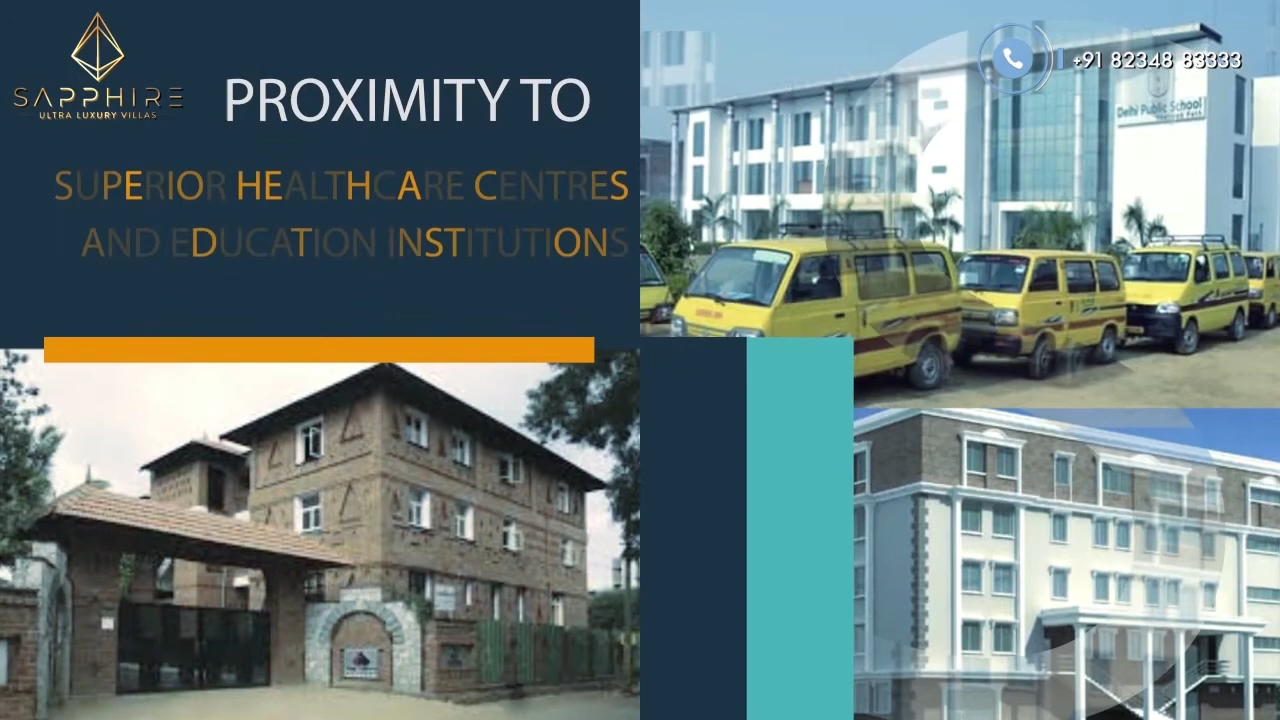 SAPPHIRE
ULTRA LUXURY VILLAS
PROXIMITY TO
SUPERIOR HEALTHCARE CENTRES
AND EDUCATION INSTITUTIONS
+91 82348 83333
Delhi Public School